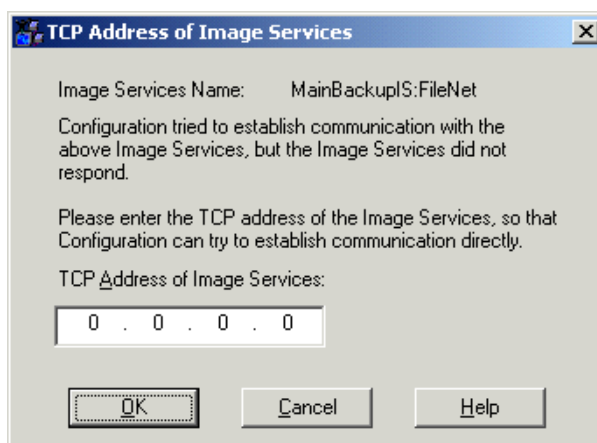 TCP Address of Image Services
Image Services Name: MainBackupIS:FileNet
Configuration tried to establish communication with the
above Image Services, but the Image Services did not
respond.
Please enter the TCP address of the Image Services, so that
Configuration can try to establish communication directly.
TCP Address of Image Services:
0 . 0 . 0 . 0
OK Cancel Help